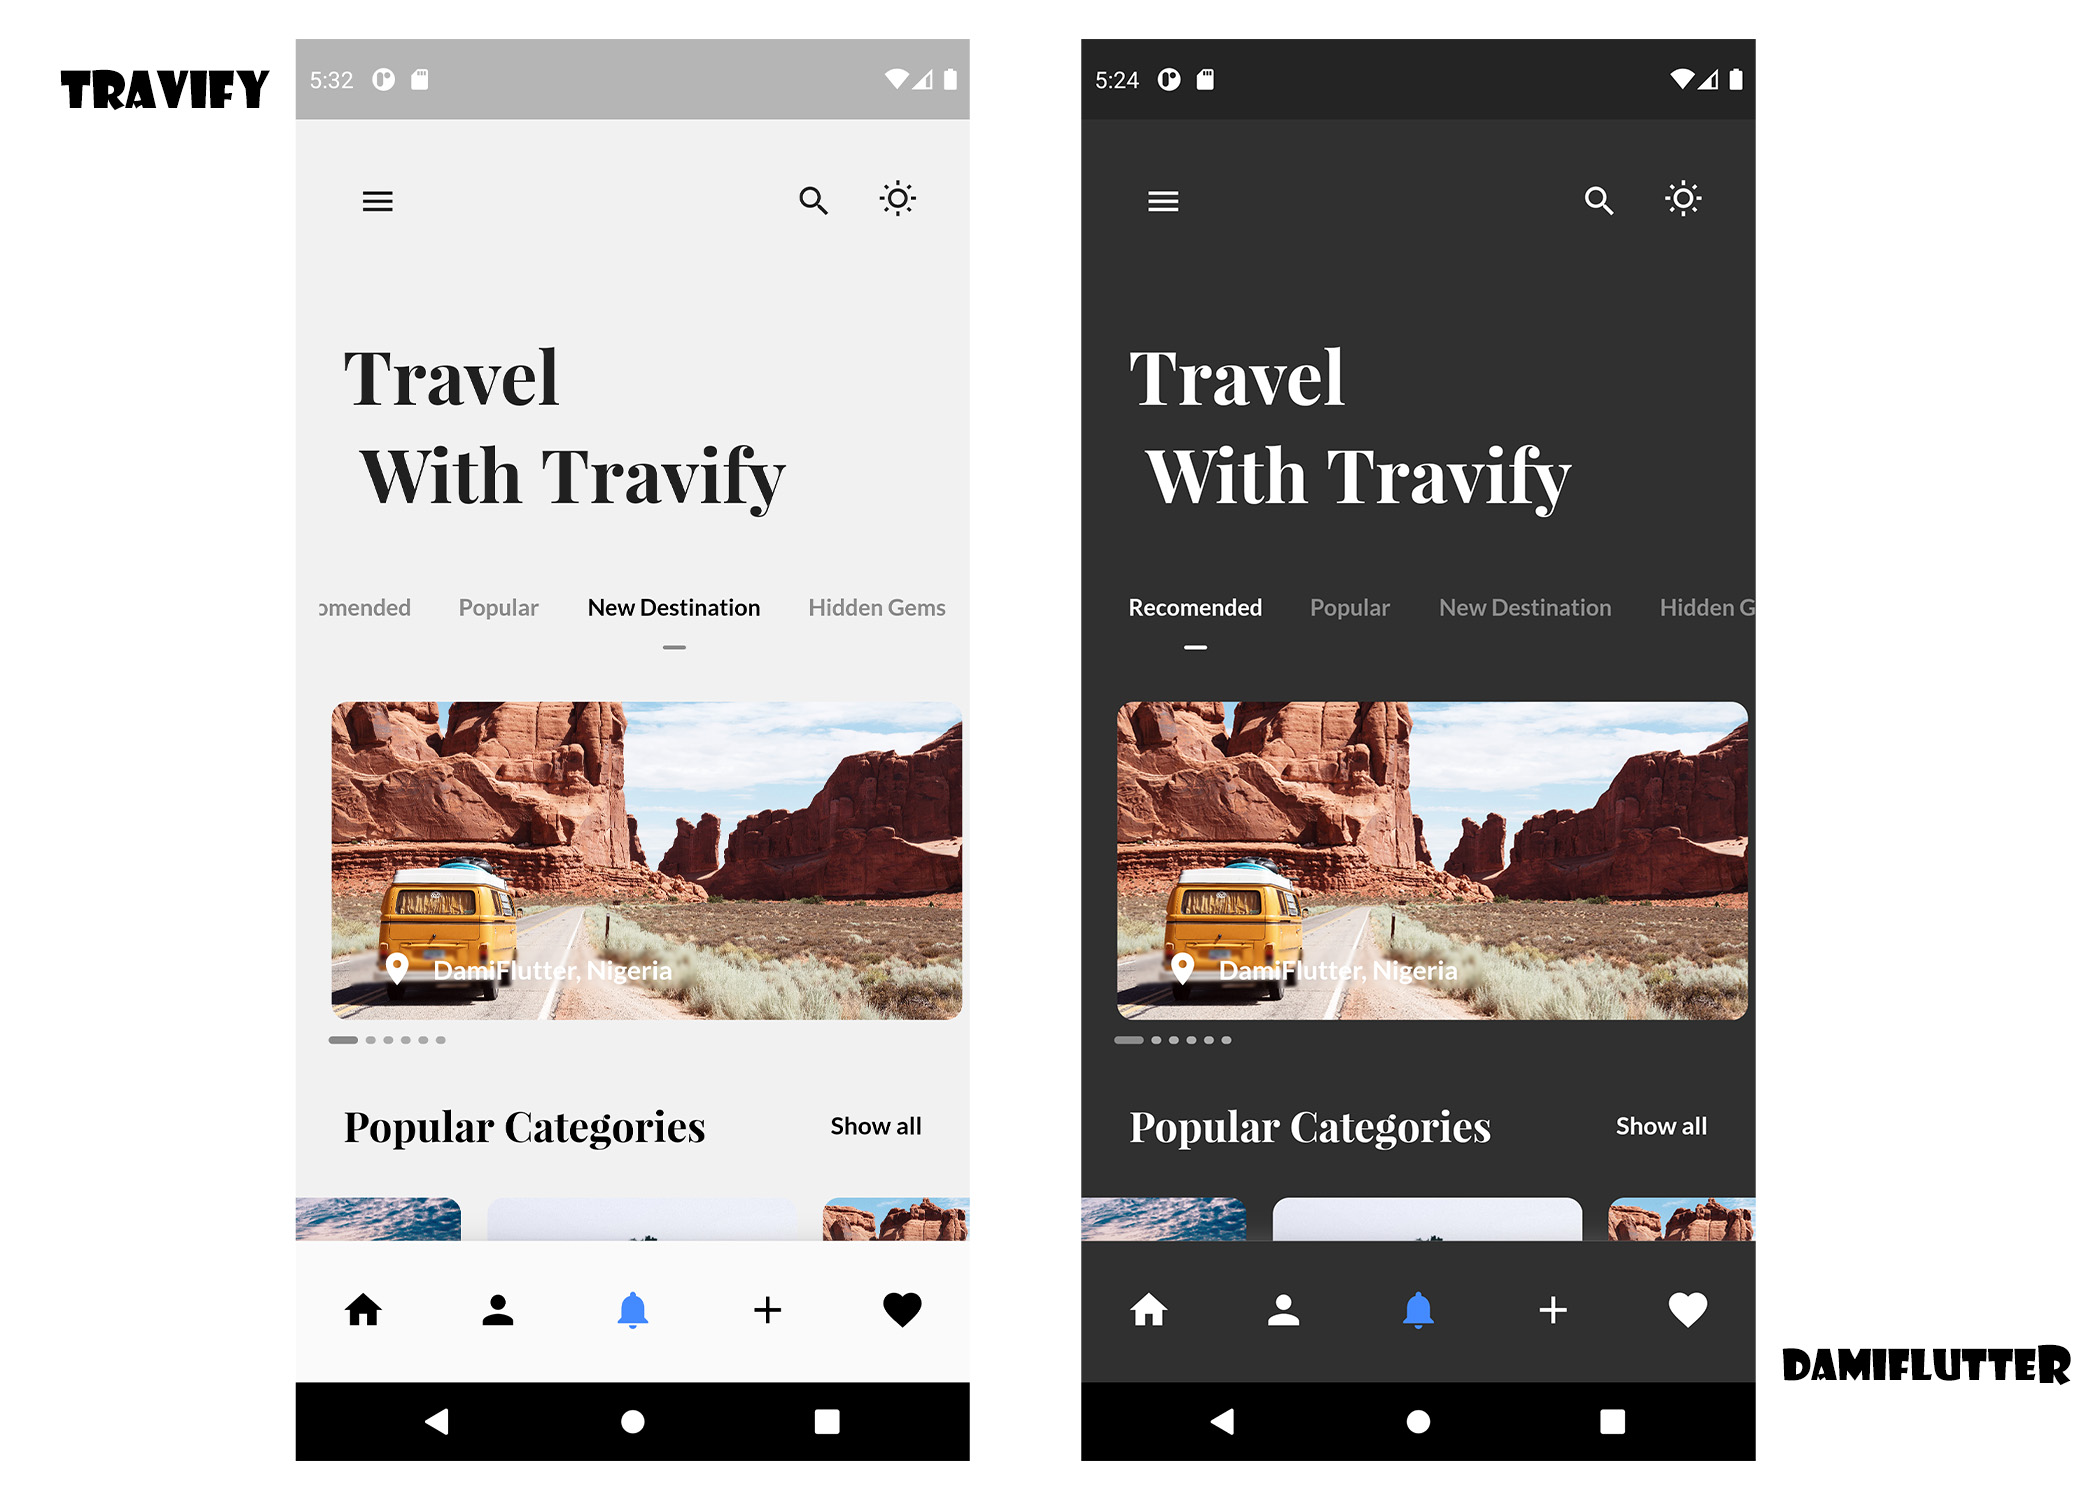 TRAVIFY
5:32
Travel
With Travify
omended Popular New Destination Hidden Gems
DamiFlutter, Nigeria
Popular Categories Show all
5:24
Travel
With Travify
Recomended Popular New Destination Hidden G
DamiFlutter, Nigeria
Popular Categories Show all
DAMIFLUTTER